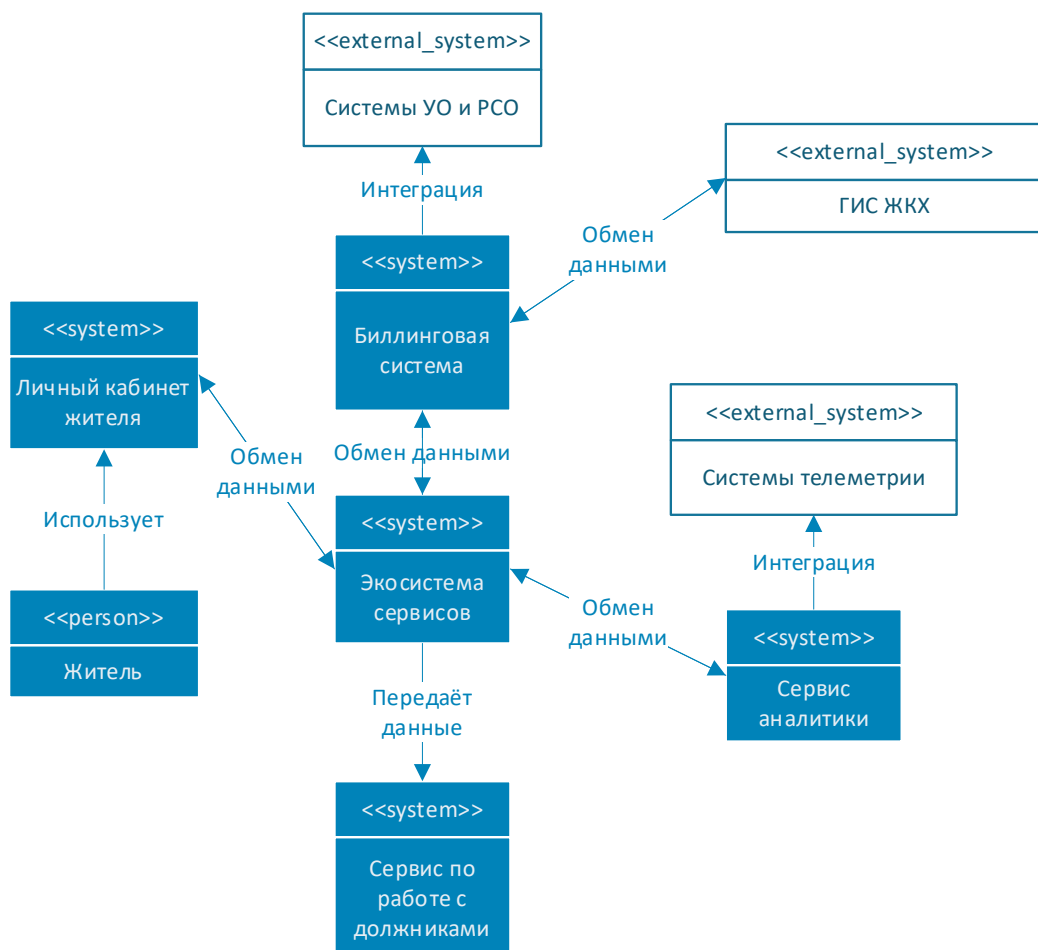 <<external_system>>
Системы УО и РСО
<<external_system>>
ГИС ЖКХ
Интеграция
Обмен
данными
<<system>>
Биллинговая
система
<<system>>
Личный кабинет
жителя
<<external_system>>
Системы телеметрии
Обмен
данными
Обмен данными
Использует
<<system>>
Экосистема
сервисов
Интеграция
<<person>>
Житель
Обмен
данными
<<system>>
Сервис
аналитики
Передаёт
данные
<<system>>
Сервис по
работе с
должниками